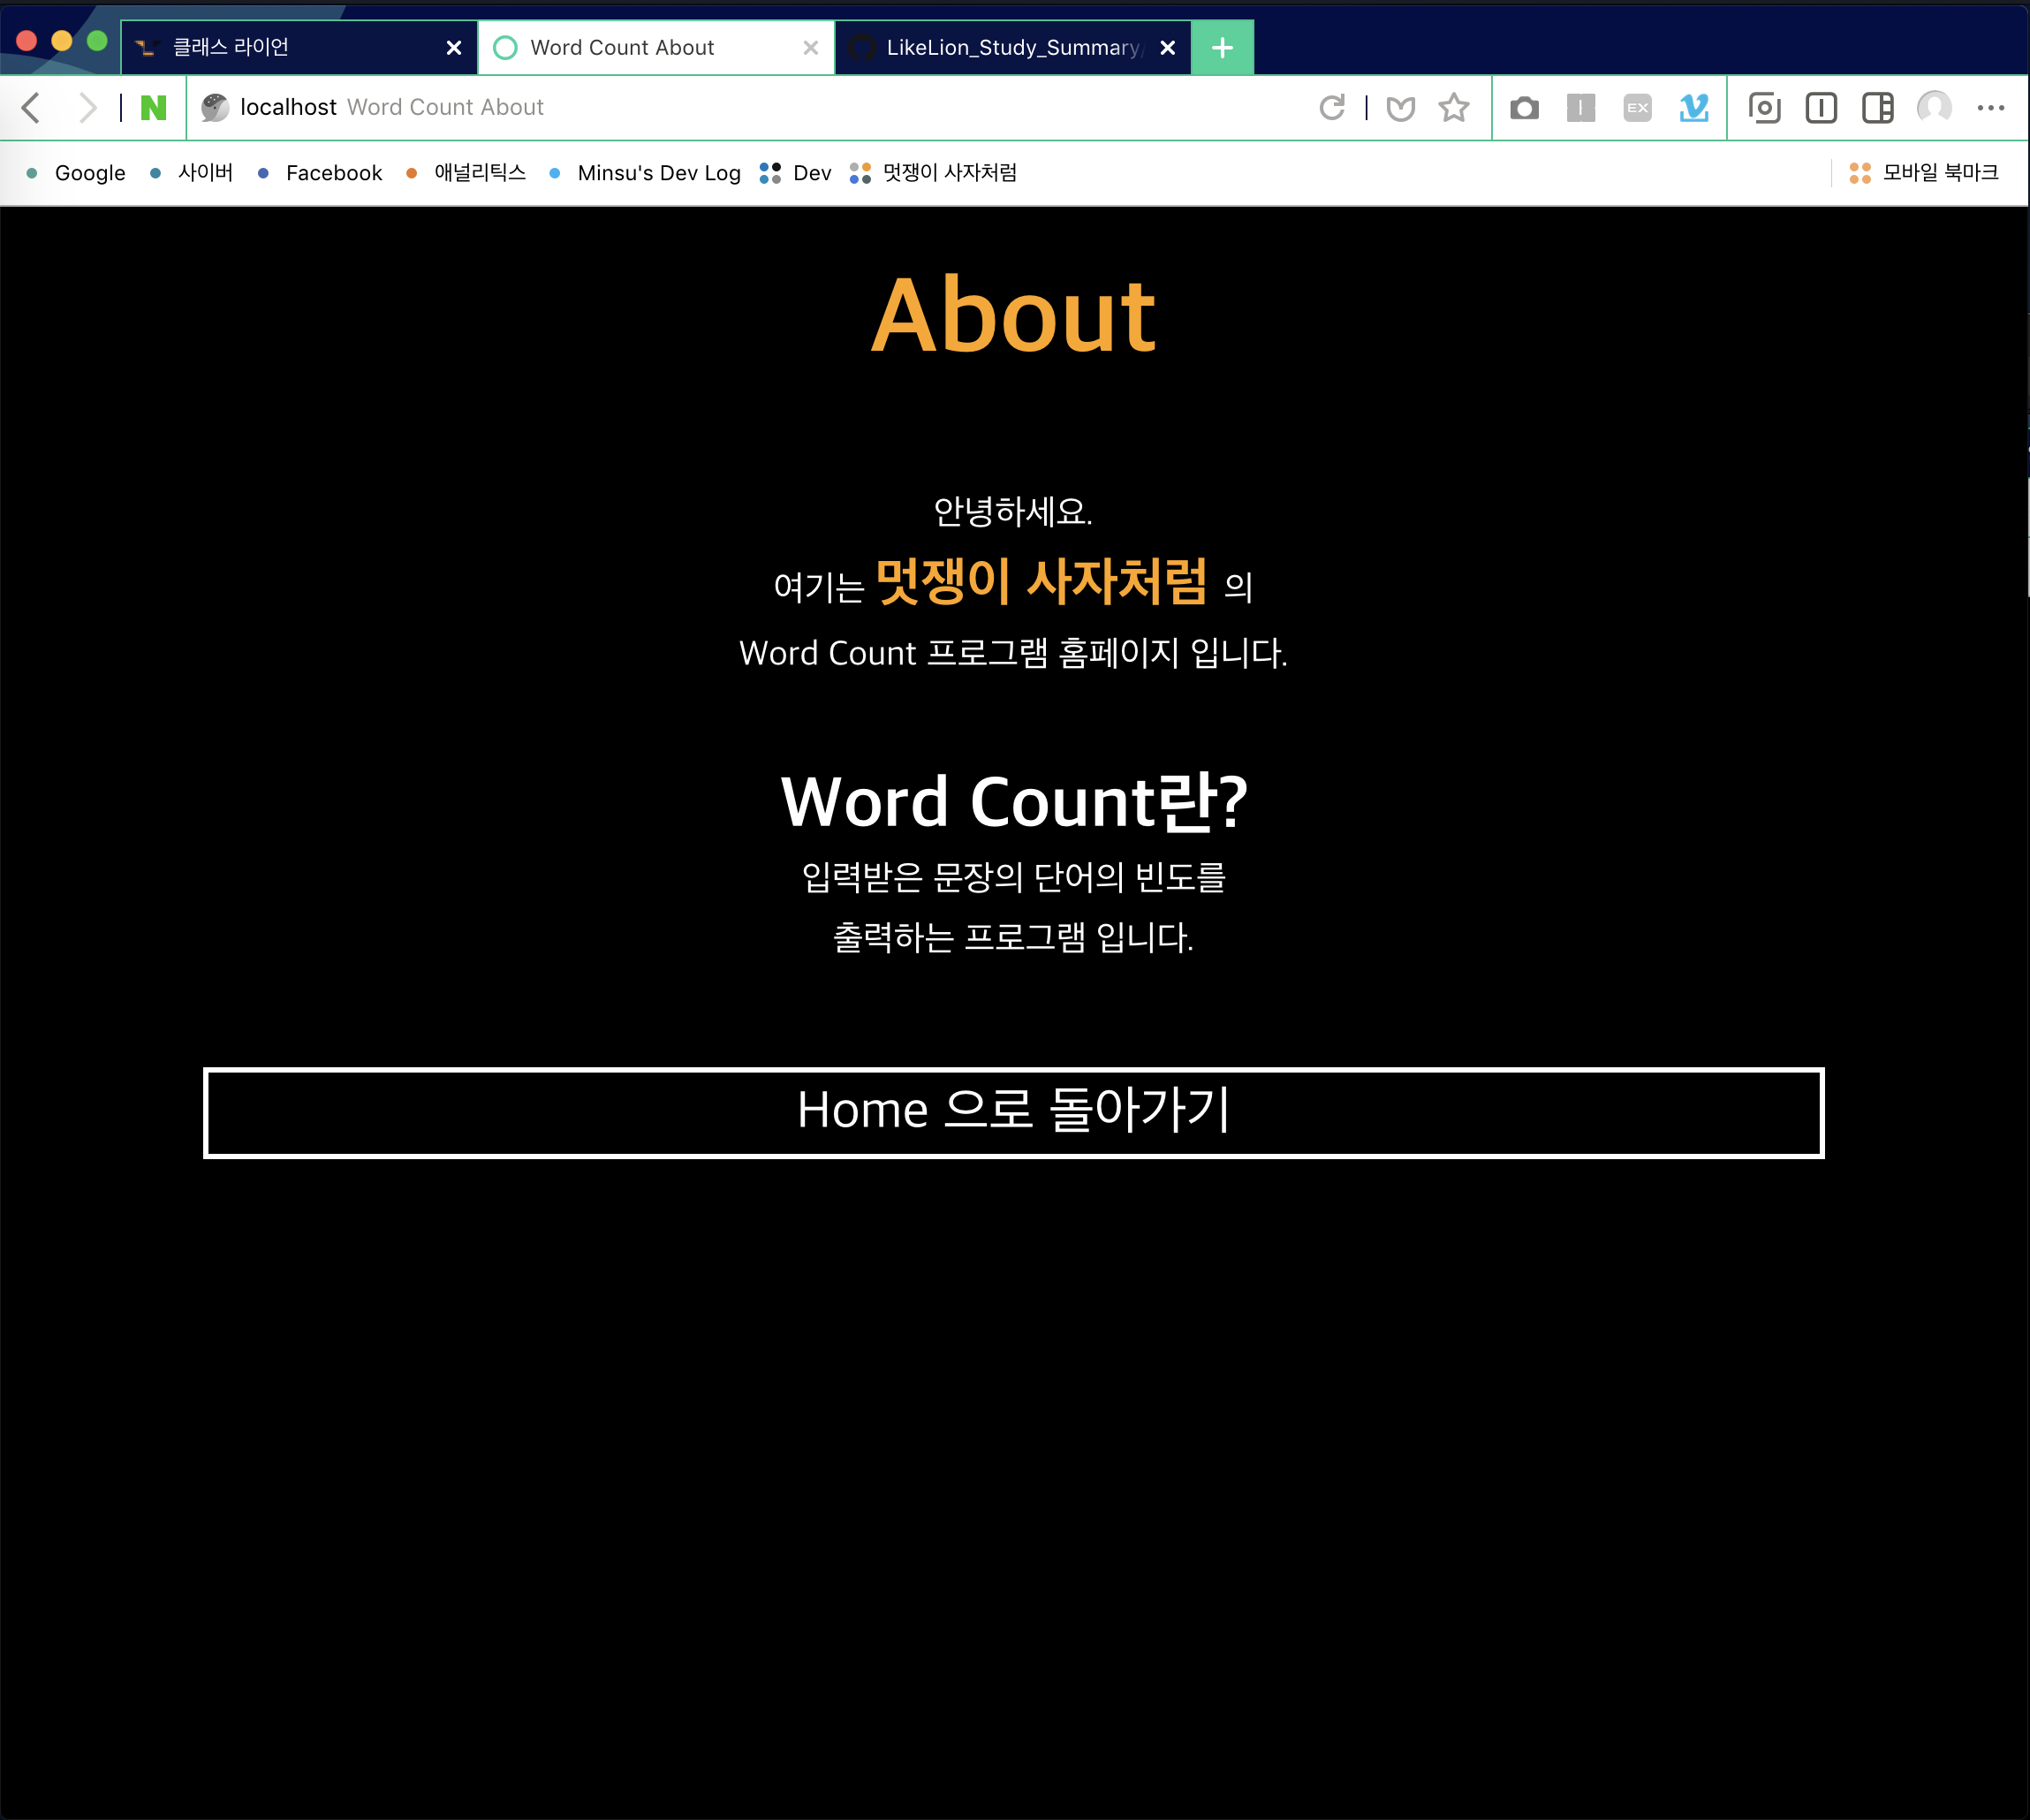 클래스 라이언
Word Count About
LikeLion_Study_Summary
localhost Word Count About
EX
Google
사이버
Facebook
애널리틱스
Minsu's Dev Log
Dev
멋쟁이 사자처럼
모바일 북마크
About
안녕하세요.
여기는 멋쟁이 사자처럼 의
Word Count 프로그램 홈페이지 입니다.
Word Count란?
입력받은 문장의 단어의 빈도를
출력하는 프로그램 입니다.
Home 으로 돌아가기